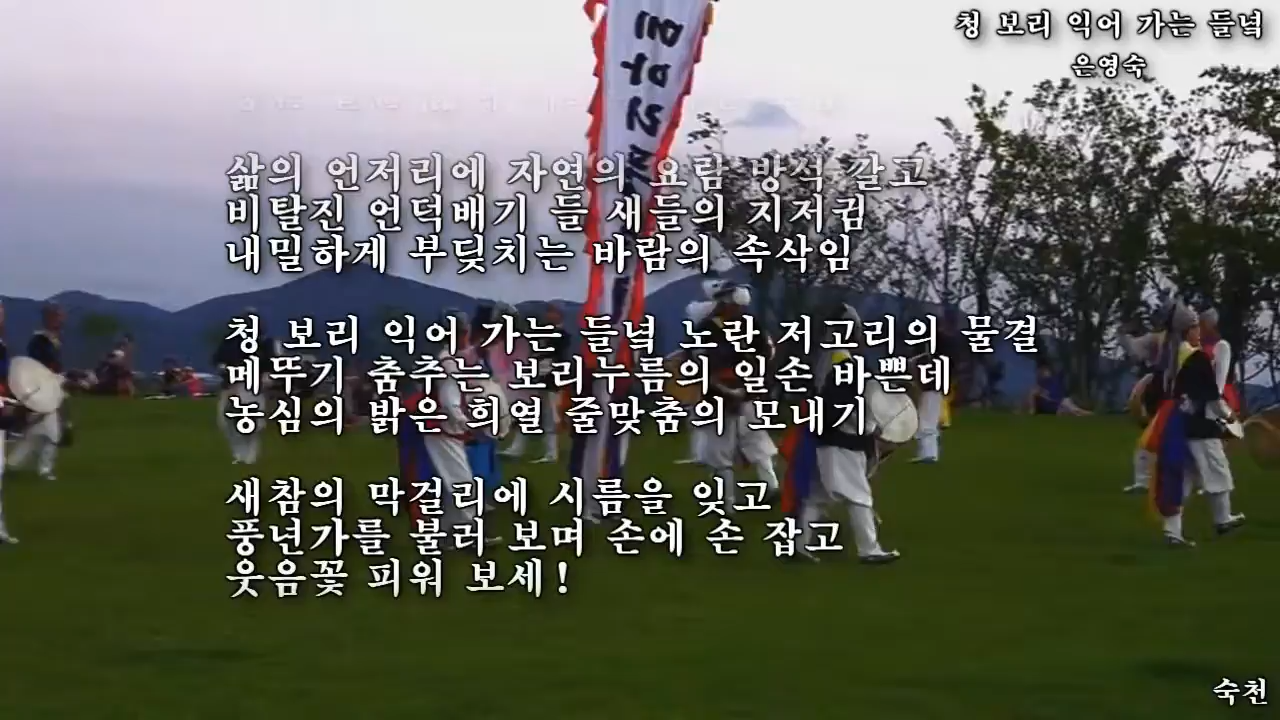 청 보리 익어 가는 들녘
은영숙
삶의 언저리에 자연의 요람 방석 깔고
비탈진 언덕배기 들 새들의 지저귐
내밀하게 부딪치는 바람의 속삭임
청 보리 익어 가는 들녘 노란 저고리의 물결
메뚜기 춤추는 보리누름의 일손 바쁜데
농심의 밝은 희열 줄맞춤의 모내기
새참의 막걸리에 시름을 잊고
풍년가를 불러 보며 손에 손 잡고
웃음꽃 피워 보세!
숙천